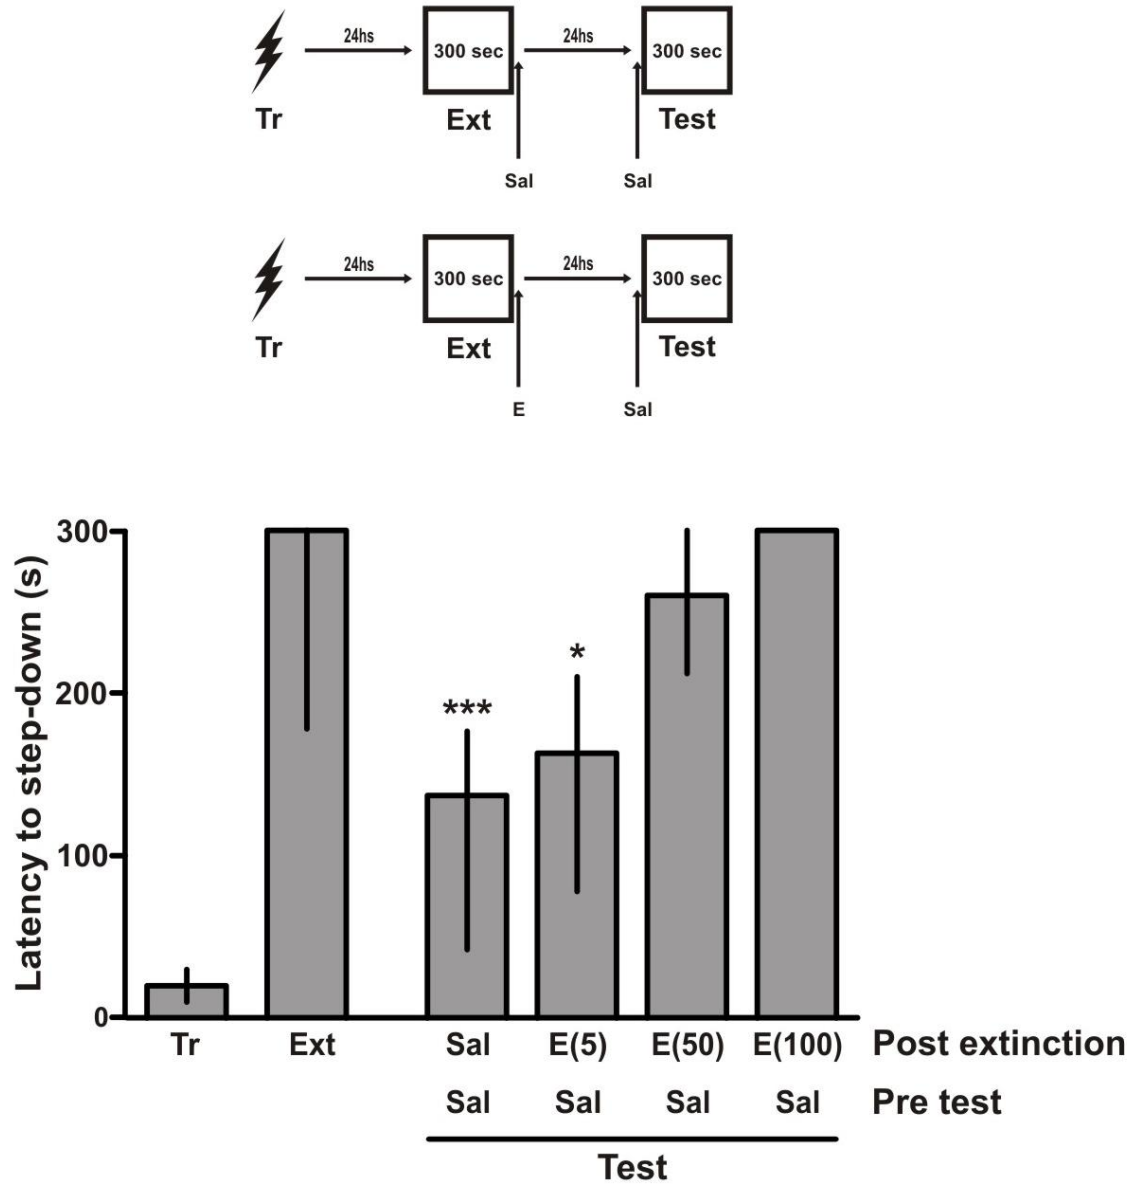 24hs 24hs
300 sec 300 sec
Tr Ext Test
Sal Sal
24hs 24hs
300 sec 300 sec
Tr Ext Test
E Sal
Latency to step-down (s)
300
200
100
0
***
*
Tr Ext Sal E(5) E(50) E(100) Post extinction
Sal Sal Sal Sal Pre test
Test